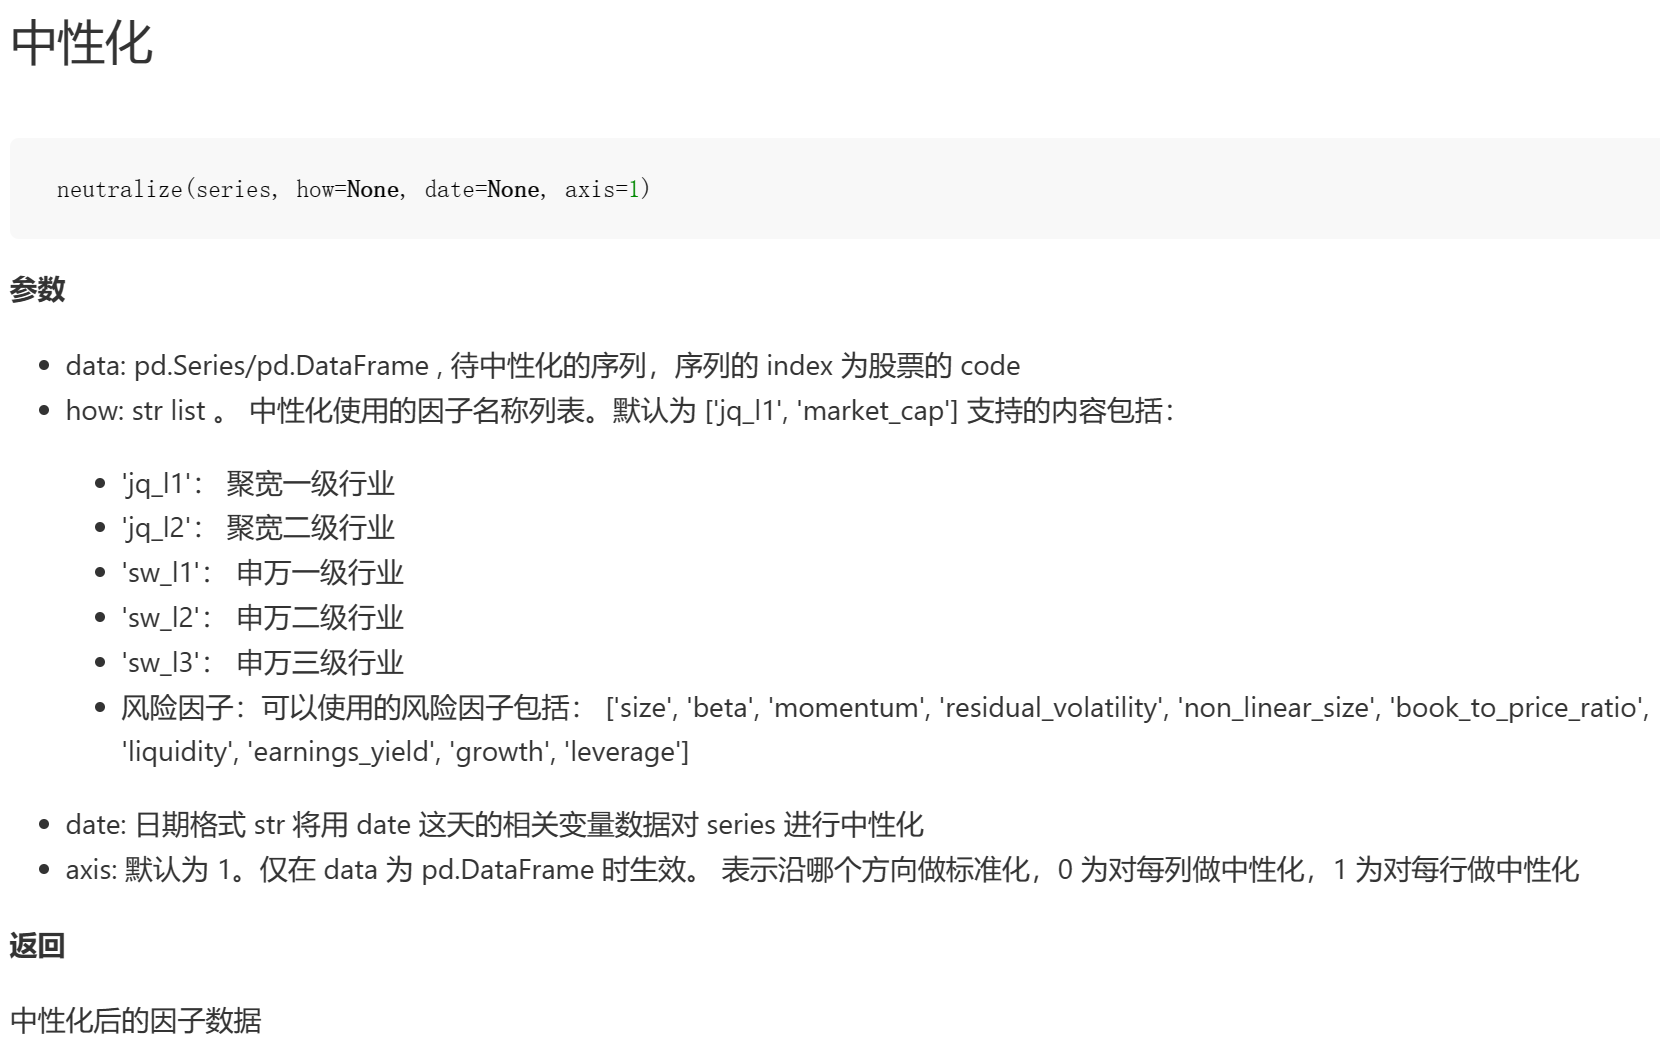 中性化
neutralize(series, how=None, date=None, axis=1)
参数
data: pd.Series/pd.DataFrame , 待中性化的序列，序列的 index 为股票的 code
how: str list 。 中性化使用的因子名称列表。默认为 ['jq_l1', 'market_cap'] 支持的内容包括：
'jq_l1'： 聚宽一级行业
'jq_l2'： 聚宽二级行业
'sw_l1'： 申万一级行业
'sw_l2'： 申万二级行业
'sw_l3'： 申万三级行业
风险因子：可以使用的风险因子包括： ['size', 'beta', 'momentum', 'residual_volatility', 'non_linear_size', 'book_to_price_ratio',
'liquidity', 'earnings_yield', 'growth', 'leverage']
date: 日期格式 str 将用 date 这天的相关变量数据对 series 进行中性化
axis: 默认为 1。仅在 data 为 pd.DataFrame 时生效。 表示沿哪个方向做标准化，0 为对每列做中性化，1 为对每行做中性化
返回
中性化后的因子数据